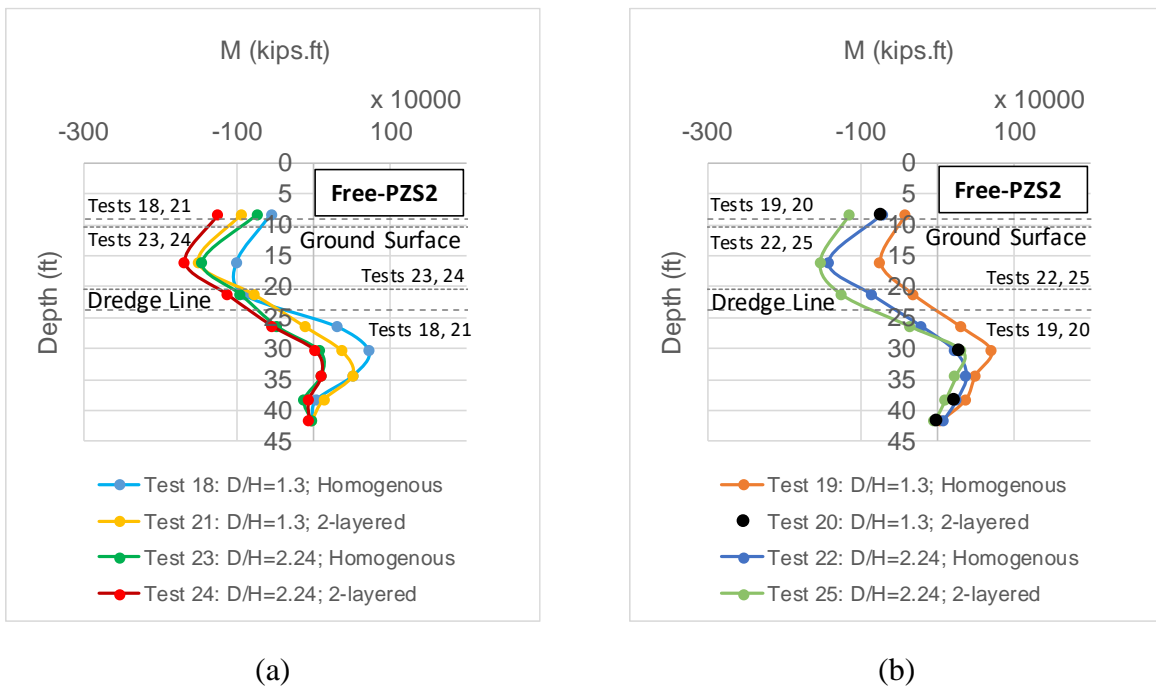 M (kips.ft)
x 10000
-300
-100
100
0
5
10
15
20
25
30
35
40
45
Depth (ft)
Free-PZS2
Tests 18, 21
Tests 23, 24
Ground Surface
Tests 23, 24
Dredge Line
Tests 18, 21
Test 18: D/H=1.3; Homogenous
Test 21: D/H=1.3; 2-layered
Test 23: D/H=2.24; Homogenous
Test 24: D/H=2.24; 2-layered
(a)
M (kips.ft)
x 10000
-300
-100
100
0
5
10
15
20
25
30
35
40
45
Depth (ft)
Free-PZS2
Tests 19, 20
Tests 22, 25
Ground Surface
Tests 22, 25
Dredge Line
Tests 19, 20
Test 19: D/H=1.3; Homogenous
Test 20: D/H=1.3; 2-layered
Test 22: D/H=2.24; Homogenous
Test 25: D/H=2.24; 2-layered
(b)